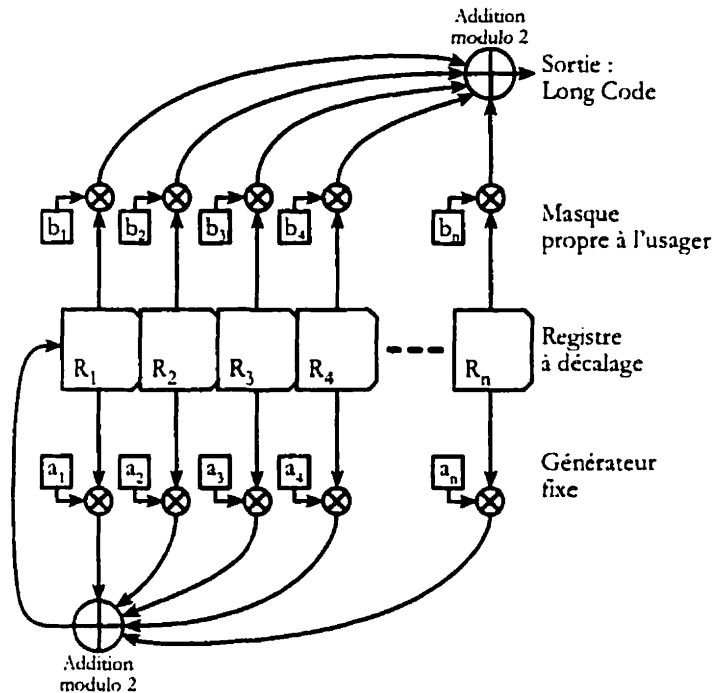 Addition
modulo 2
Sortie :
Long Code
b₁ b₂ b₃ b₄ bₙ
Masque
propre à l'usager
R₁ R₂ R₃ R₄ Rₙ
Registre
à décalage
a₁ a₂ a₃ a₄ aₙ
Générateur
fixe
Addition
modulo 2